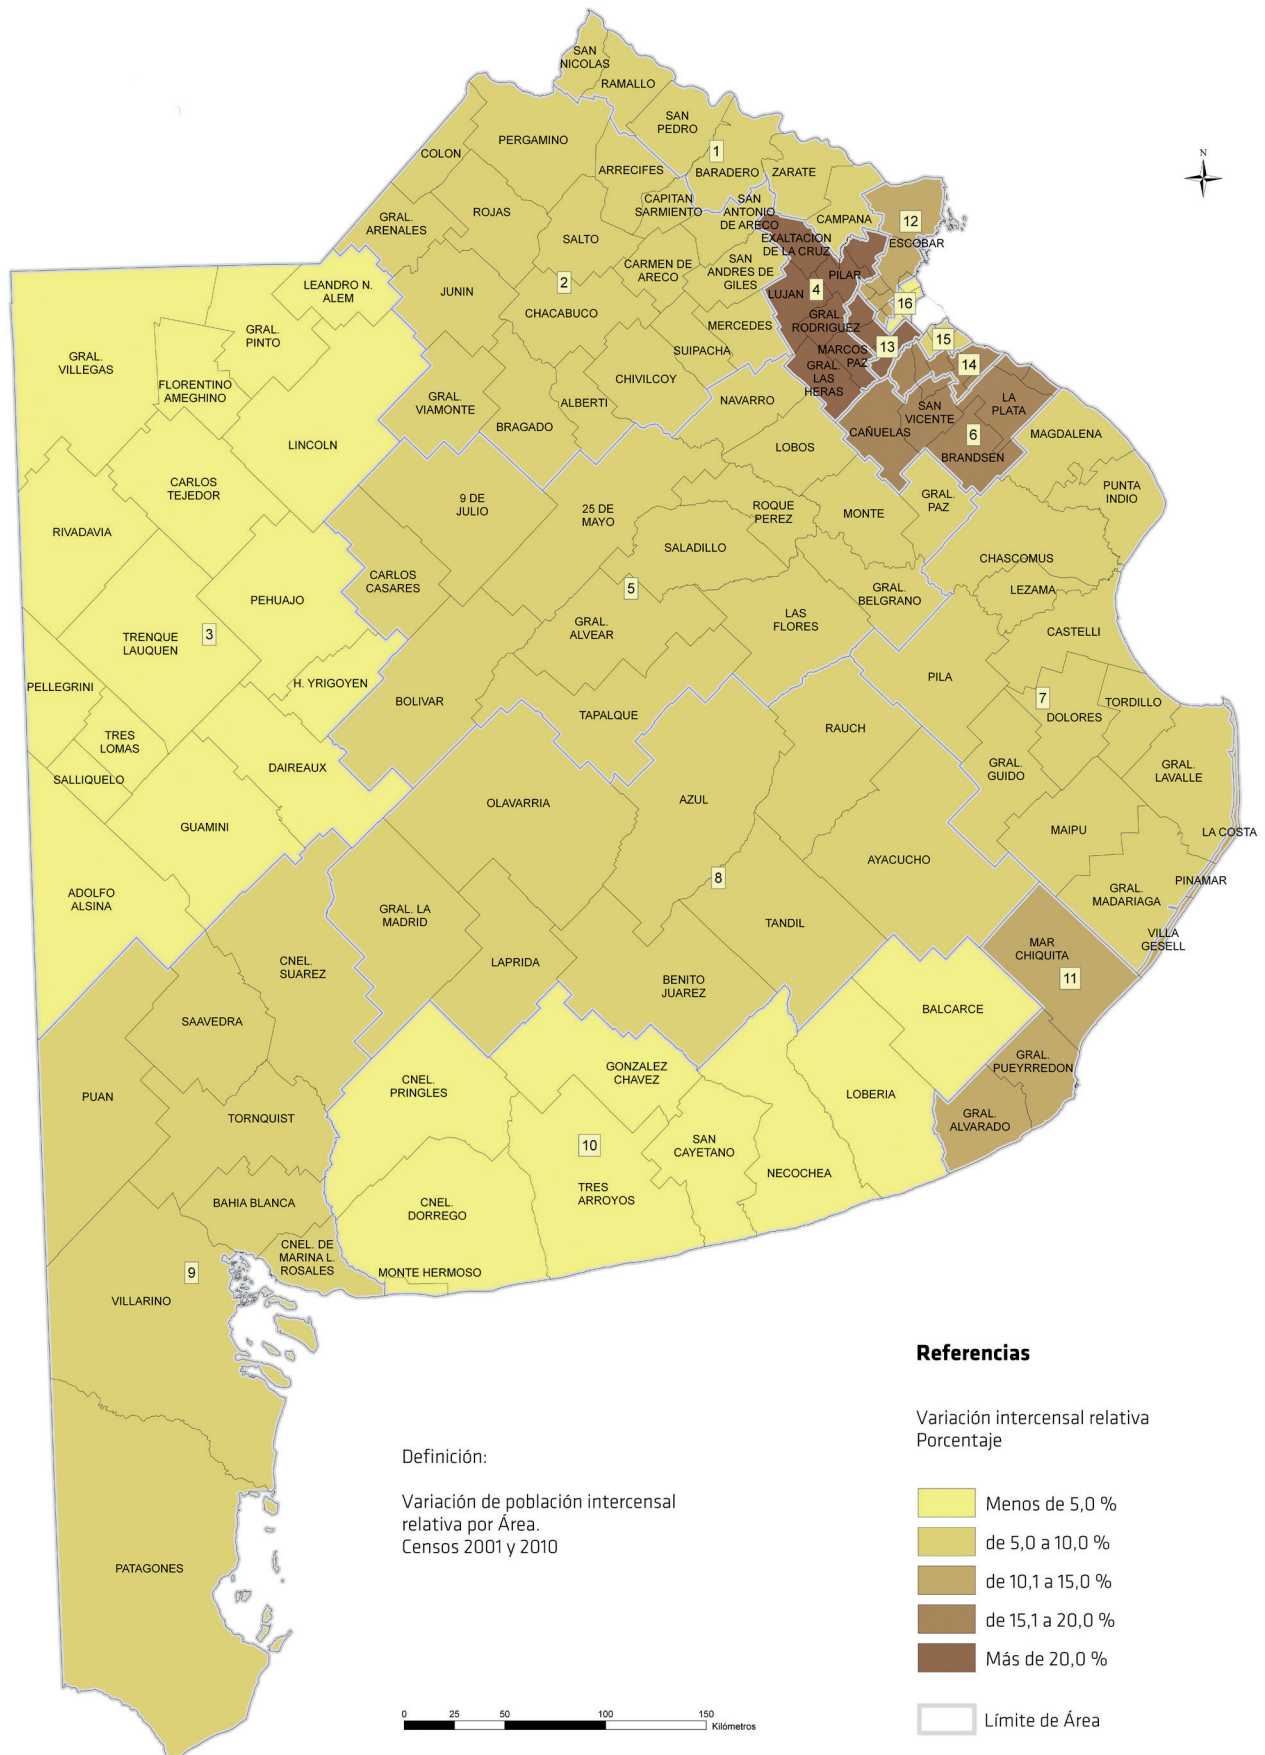 SAN
NICOLAS
RAMALLO
SAN
PEDRO
PERGAMINO
COLON
1
ARRECIFES
BARADERO
ZARATE
N
CAPITAN
SARMIENTO
SAN
ANTONIO
DE ARECO
ROJAS
GRAL.
ARENALES
CAMPANA
12
ESCOBAR
SALTO
EXALTACION
DE LA CRUZ
CARMEN DE
ARECO
SAN
ANDRES DE
GILES
PILAR
LEANDRO N.
ALEM
JUNIN
2
CHACABUCO
LUJAN
4
16
GRAL.
RODRIGUEZ
MERCEDES
GRAL.
PINTO
GRAL.
VILLEGAS
15
13
SUIPACHA
MARCOS
PAZ
14
GRAL.
LAS
HERAS
FLORENTINO
AMEGHINO
CHIVILCOY
GRAL.
VIAMONTE
ALBERTI
NAVARRO
LA
PLATA
SAN
VICENTE
BRAGADO
CAÑUELAS
6
MAGDALENA
LINCOLN
LOBOS
BRANDSEN
CARLOS
TEJEDOR
PUNTA
INDIO
9 DE
JULIO
25 DE
MAYO
ROQUE
PEREZ
MONTE
GRAL.
PAZ
RIVADAVIA
SALADILLO
CHASCOMUS
CARLOS
CASARES
5
GRAL.
BELGRANO
LEZAMA
PEHUAJO
LAS
FLORES
GRAL.
ALVEAR
CASTELLI
TRENQUE
LAUQUEN
3
PILA
PELLEGRINI
H. YRIGOYEN
BOLIVAR
7
DOLORES
TORDILLO
TAPALQUE
RAUCH
TRES
LOMAS
GRAL.
GUIDO
GRAL.
LAVALLE
SALLIQUELO
DAIREAUX
OLAVARRIA
AZUL
GUAMINI
MAIPU
LA COSTA
AYACUCHO
8
PINAMAR
ADOLFO
ALSINA
GRAL.
MADARIAGA
GRAL. LA
MADRID
TANDIL
VILLA
GESELL
MAR
CHIQUITA
CNEL.
SUAREZ
LAPRIDA
11
BENITO
JUAREZ
BALCARCE
SAAVEDRA
GRAL.
PUEYRREDON
GONZALEZ
CHAVEZ
CNEL.
PRINGLES
PUAN
LOBERIA
TORNQUIST
GRAL.
ALVARADO
10
SAN
CAYETANO
NECOCHEA
TRES
ARROYOS
BAHIA BLANCA
CNEL.
DORREGO
CNEL. DE
MARINA L.
ROSALES
MONTE HERMOSO
9
VILLARINO
PATAGONES
Definición:
Variación de población intercensal
relativa por Área.
Censos 2001 y 2010
0 25 50 100 150
Kilómetros
Referencias
Variación intercensal relativa
Porcentaje
Menos de 5,0 %
de 5,0 a 10,0 %
de 10,1 a 15,0 %
de 15,1 a 20,0 %
Más de 20,0 %
Límite de Área